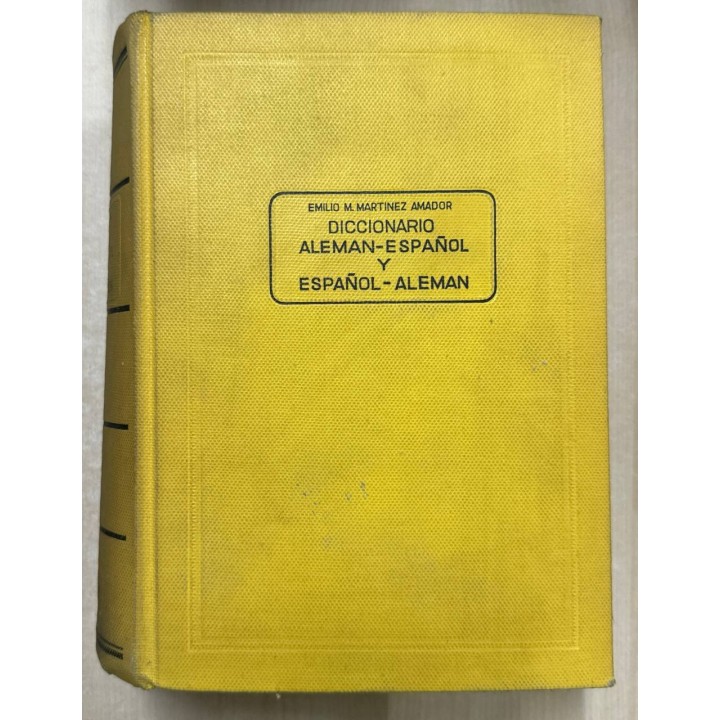 EMILIO M. MARTINEZ AMADOR
DICCIONARIO
ALEMAN-ESPAÑOL
Y
ESPAÑOL-ALEMAN